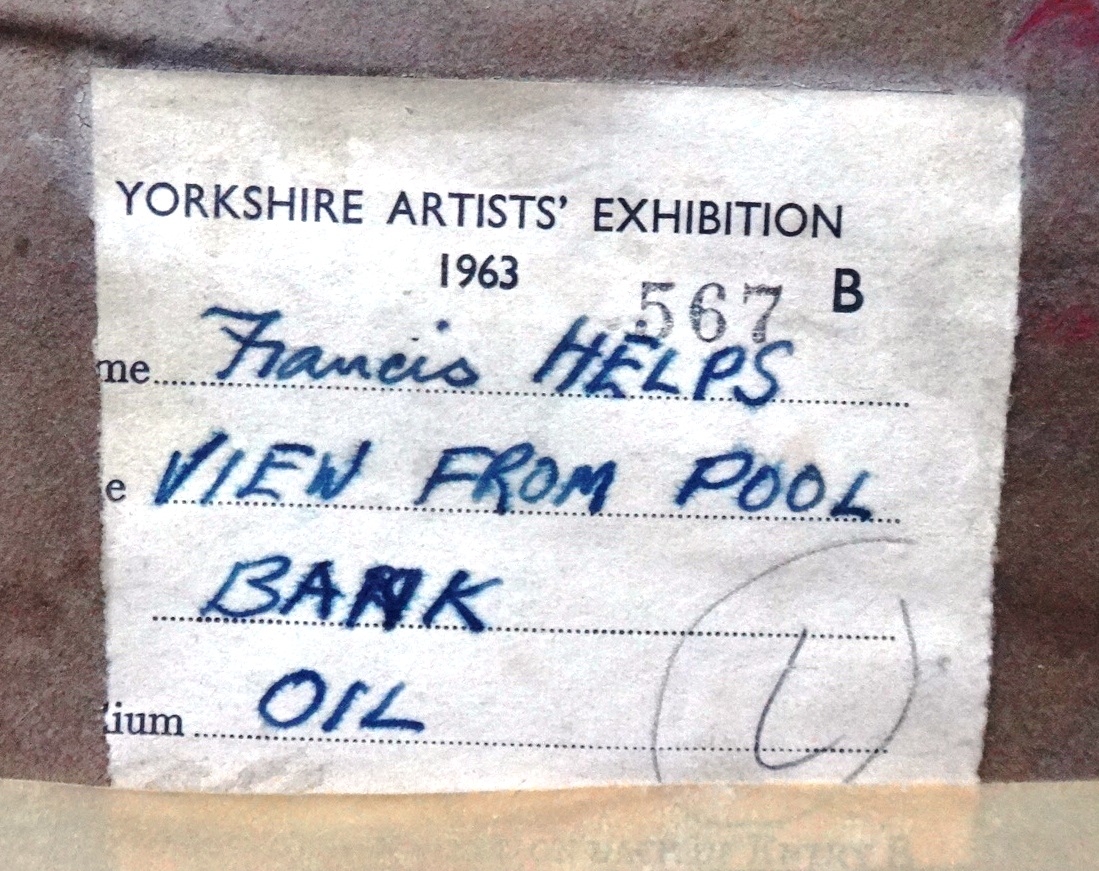 YORKSHIRE ARTISTS' EXHIBITION
1963
567 B
me Francis HELPS
e VIEW FROM POOL
BANK
ium OIL
L